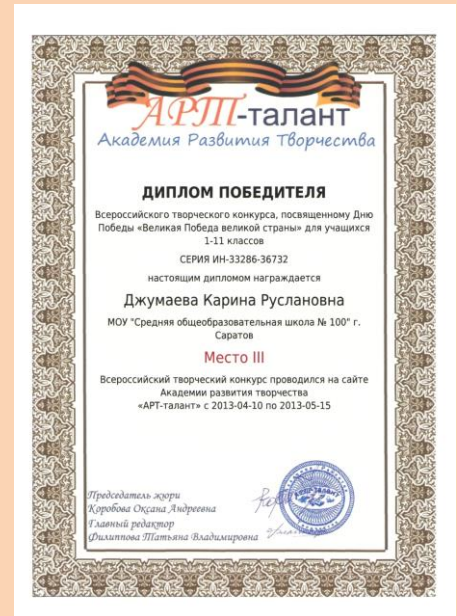 АРТ-талант
Академия Развития Творчества
ДИПЛОМ ПОБЕДИТЕЛЯ
Всероссийского творческого конкурса, посвященному Дню
Победы «Великая Победа великой страны» для учащихся
1-11 классов
СЕРИЯ ИН-33286-36732
настоящим дипломом награждается
Джумаева Карина Руслановна
МОУ "Средняя общеобразовательная школа № 100" г.
Саратов
Место III
Всероссийский творческий конкурс проводился на сайте
Академии развития творчества
«АРТ-талант» с 2013-04-10 по 2013-05-15
Председатель жюри
Коробова Оксана Андреевна
Главный редактор
Филиппова Татьяна Владимировна
АРТ-ТАЛАНТ